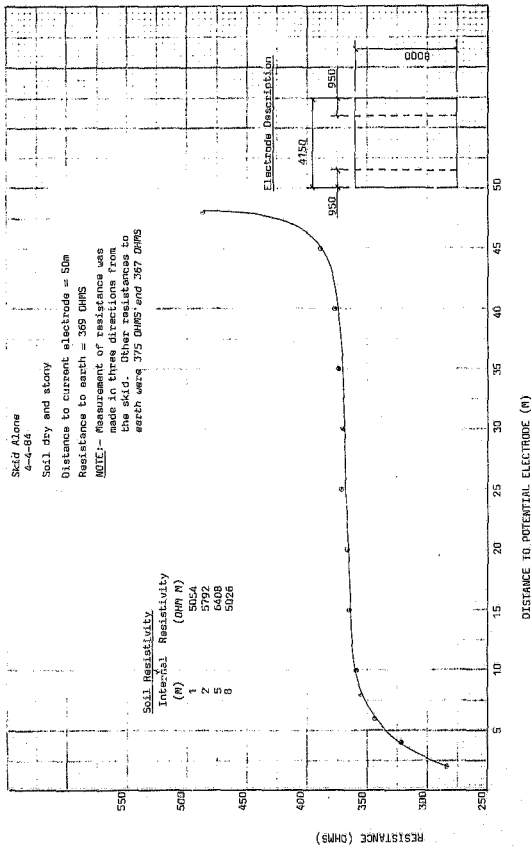 Skid Alone
4-4-84
Soil dry and stony
Distance to current electrode = 50m
Resistance to earth = 369 OHMS
NOTE:- Measurement of resistance was
made in three directions from
the skid. Other resistances to
earth were 375 OHMS and 367 OHMS
Soil Resistivity
Internal Resistivity
(M) (OHM M)
1 5054
2 5792
5 6408
8 5026
Electrode Description
4150
950
950
8000
RESISTANCE (OHMS)
550
500
450
400
350
300
250
5
10
15
20
25
30
35
40
45
50
DISTANCE TO POTENTIAL ELECTRODE (M)